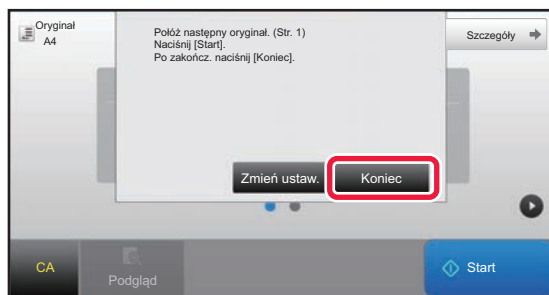 Oryginał
A4
Położ następny oryginał. (Str. 1)
Naciśnij [Start].
Po zakończ. naciśnij [Koniec].
Szczegóły
Zmień ustaw.
Koniec
CA
Podgląd
Start